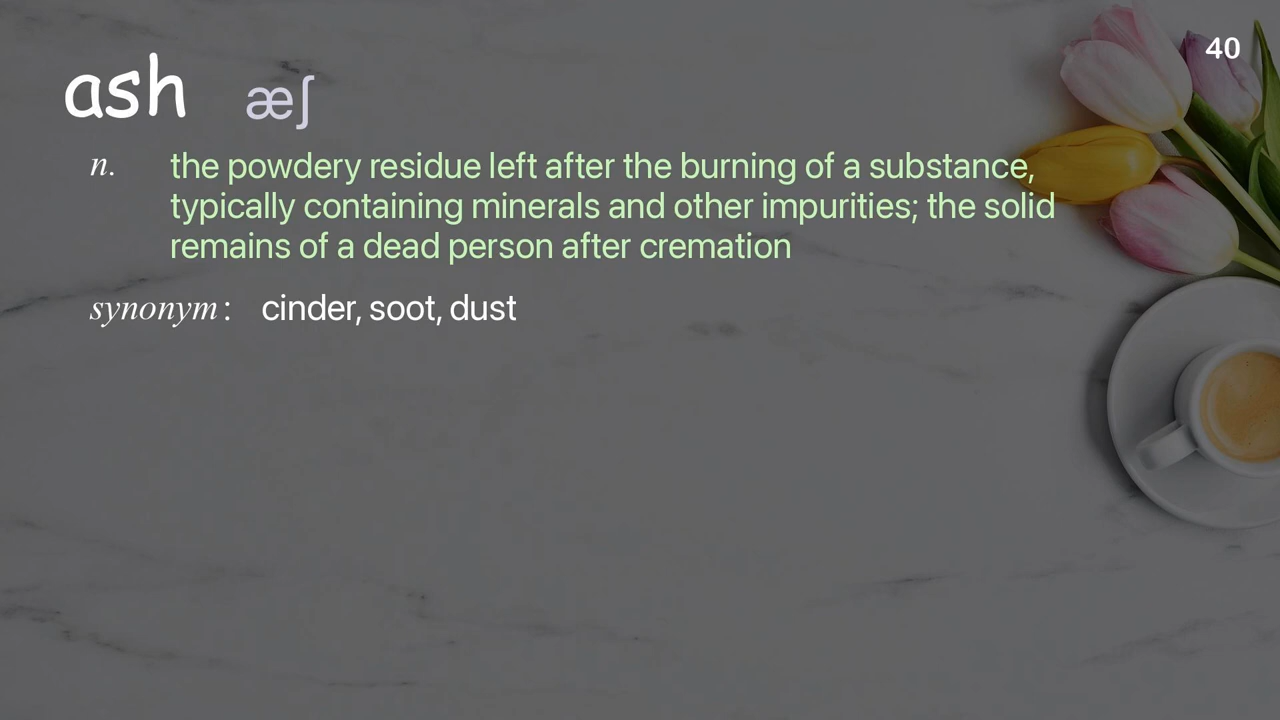 40
ash æʃ
n. the powdery residue left after the burning of a substance,
typically containing minerals and other impurities; the solid
remains of a dead person after cremation
synonym: cinder, soot, dust